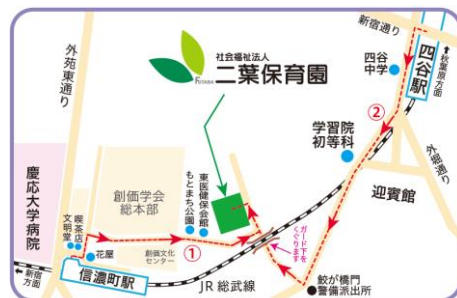 新宿通り
外苑東通り
社会福祉法人
二葉保育園
FUTABA
四谷
中学
四谷駅
秋葉原方面
②
学習院
初等科
外堀通り
迎賓館
慶応大学病院
創価学会
総本部
もとまち公園
東医健保会館
喫茶店
文明堂
花屋
①
創価文化
センター
ガード下を
くぐります
新宿方面
信濃町駅
JR 総武線
鮫が橋門
警備派出所